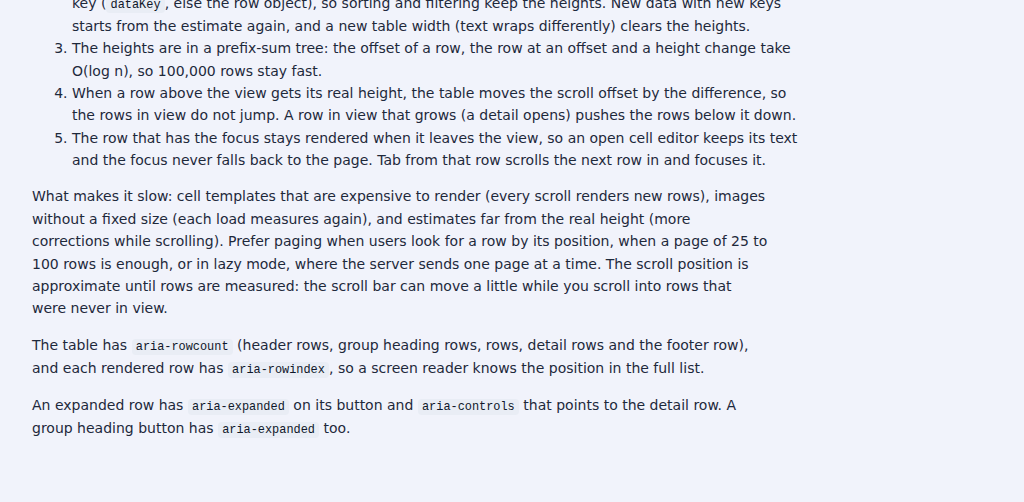 key ( dataKey , else the row object), so sorting and filtering keep the heights. New data with new keys
starts from the estimate again, and a new table width (text wraps differently) clears the heights.
3. The heights are in a prefix-sum tree: the offset of a row, the row at an offset and a height change take
O(log n), so 100,000 rows stay fast.
4. When a row above the view gets its real height, the table moves the scroll offset by the difference, so
the rows in view do not jump. A row in view that grows (a detail opens) pushes the rows below it down.
5. The row that has the focus stays rendered when it leaves the view, so an open cell editor keeps its text
and the focus never falls back to the page. Tab from that row scrolls the next row in and focuses it.
What makes it slow: cell templates that are expensive to render (every scroll renders new rows), images
without a fixed size (each load measures again), and estimates far from the real height (more
corrections while scrolling). Prefer paging when users look for a row by its position, when a page of 25 to
100 rows is enough, or in lazy mode, where the server sends one page at a time. The scroll position is
approximate until rows are measured: the scroll bar can move a little while you scroll into rows that
were never in view.
The table has aria-rowcount (header rows, group heading rows, rows, detail rows and the footer row),
and each rendered row has aria-rowindex , so a screen reader knows the position in the full list.
An expanded row has aria-expanded on its button and aria-controls that points to the detail row. A
group heading button has aria-expanded too.